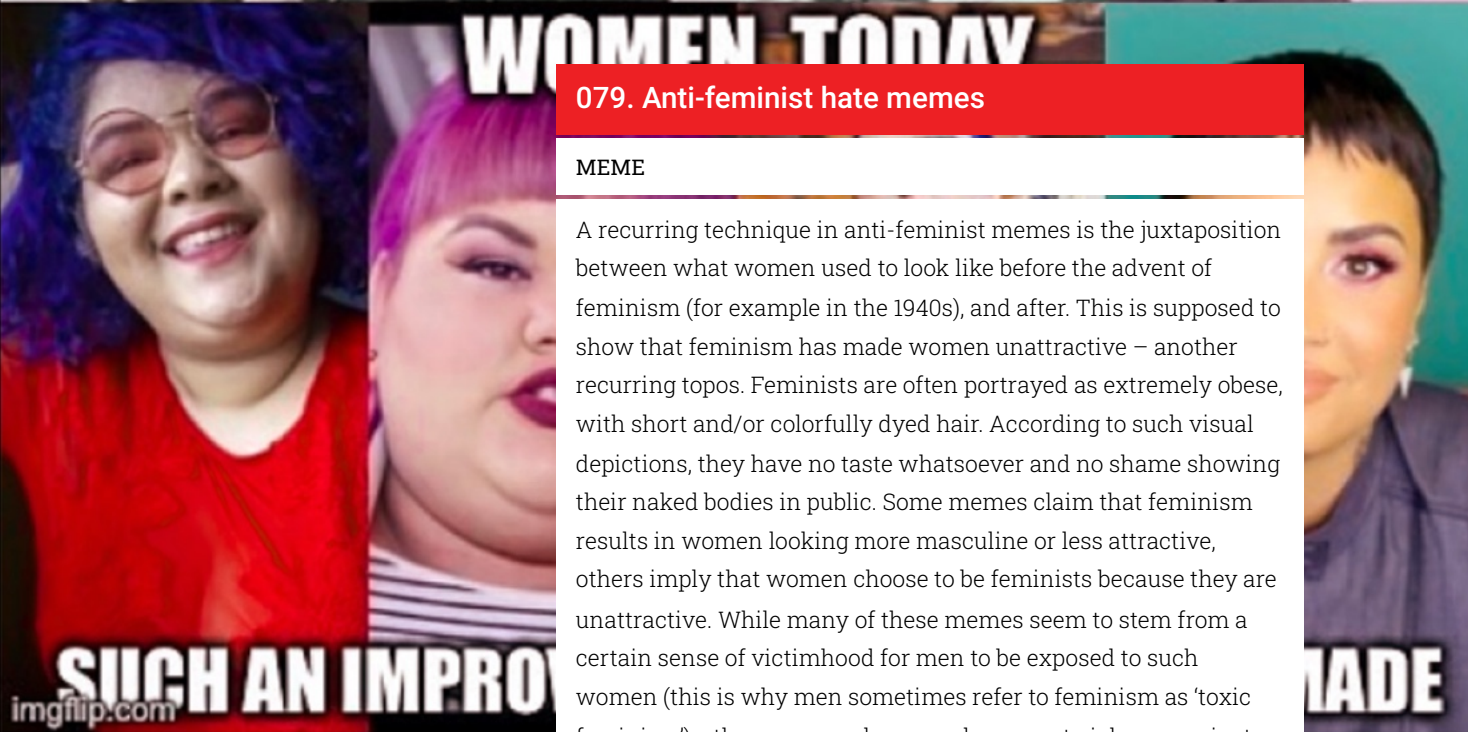 WOMEN TODAY
079. Anti-feminist hate memes
MEME
A recurring technique in anti-feminist memes is the juxtaposition
between what women used to look like before the advent of
feminism (for example in the 1940s), and after. This is supposed to
show that feminism has made women unattractive – another
recurring topos. Feminists are often portrayed as extremely obese,
with short and/or colorfully dyed hair. According to such visual
depictions, they have no taste whatsoever and no shame showing
their naked bodies in public. Some memes claim that feminism
results in women looking more masculine or less attractive,
others imply that women choose to be feminists because they are
unattractive. While many of these memes seem to stem from a
certain sense of victimhood for men to be exposed to such
women (this is why men sometimes refer to feminism as ‘toxic
SUCH AN IMPROV
ADE
imgflip.com